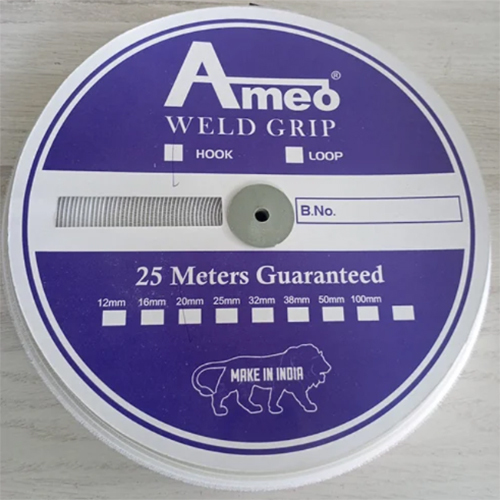 Ameo®
WELD GRIP
HOOK LOOP
B.No.
25 Meters Guaranteed
12mm 16mm 20mm 25mm 32mm 38mm 50mm 100mm
MAKE IN INDIA